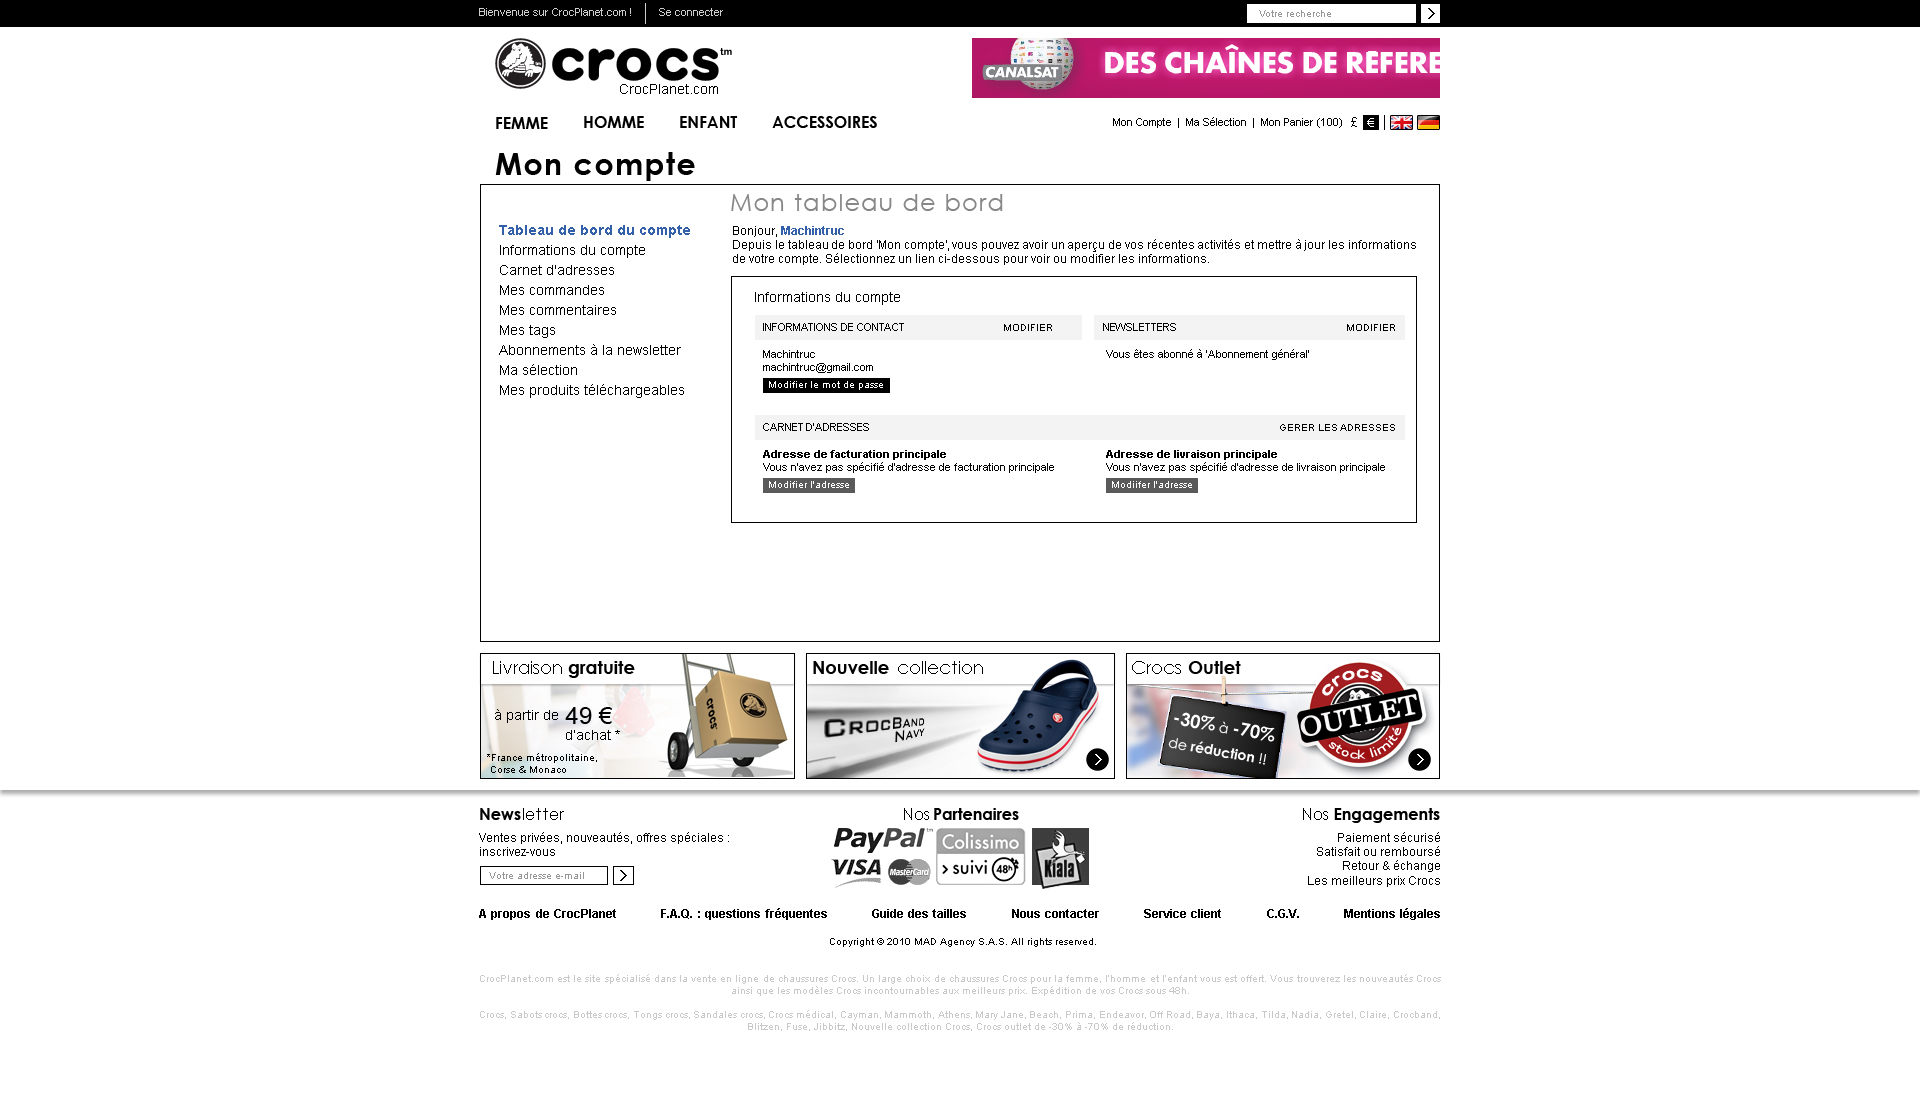 Bienvenue sur CrocPlanet.com !
Se connecter
Votre recherche
crocs™
CrocPlanet.com
CANALSAT
DES CHAÎNES DE REFERE
FEMME HOMME ENFANT ACCESSOIRES
Mon Compte | Ma Sélection | Mon Panier (100) £ € |
Mon compte
Mon tableau de bord
Tableau de bord du compte
Informations du compte
Carnet d'adresses
Mes commandes
Mes commentaires
Mes tags
Abonnements à la newsletter
Ma sélection
Mes produits téléchargeables
Bonjour, Machintruc
Depuis le tableau de bord 'Mon compte', vous pouvez avoir un aperçu de vos récentes activités et mettre à jour les informations
de votre compte. Sélectionnez un lien ci-dessous pour voir ou modifier les informations.
Informations du compte
INFORMATIONS DE CONTACT MODIFIER
Machintruc
machintruc@gmail.com
Modifier le mot de passe
NEWSLETTERS MODIFIER
Vous êtes abonné à 'Abonnement général'
CARNET D'ADRESSES GERER LES ADRESSES
Adresse de facturation principale
Vous n'avez pas spécifié d'adresse de facturation principale
Modifier l'adresse
Adresse de livraison principale
Vous n'avez pas spécifié d'adresse de livraison principale
Modiifer l'adresse
Livraison gratuite
à partir de 49 €
d'achat *
*France métropolitaine,
Corse & Monaco
crocs
Nouvelle collection
CROCBAND
NAVY
Crocs Outlet
-30% à -70%
de réduction !!
crocs
OUTLET
stock limité
Newsletter
Ventes privées, nouveautés, offres spéciales :
inscrivez-vous
Votre adresse e-mail
Nos Partenaires
PayPal™
VISA
MasterCard
Colissimo
> suivi 48h
Kiala
Nos Engagements
Paiement sécurisé
Satisfait ou remboursé
Retour & échange
Les meilleurs prix Crocs
A propos de CrocPlanet F.A.Q. : questions fréquentes Guide des tailles Nous contacter Service client C.G.V. Mentions légales
Copyright © 2010 MAD Agency S.A.S. All rights reserved.
CrocPlanet.com est le site spécialisé dans la vente en ligne de chaussures Crocs. Un large choix de chaussures Crocs pour la femme, l'homme et l'enfant vous est offert. Vous trouverez les nouveautés Crocs
ainsi que les modèles Crocs incontournables aux meilleurs prix. Expédition de vos Crocs sous 48h.
Crocs, Sabots crocs, Bottes crocs, Tongs crocs, Sandales crocs, Crocs médical, Cayman, Mammoth, Athens, Mary Jane, Beach, Prima, Endeavor, Off Road, Baya, Ithaca, Tilda, Nadia, Gretel, Claire, Crocband,
Blitzen, Fuse, Jibbitz, Nouvelle collection Crocs, Crocs outlet de -30% à -70% de réduction.